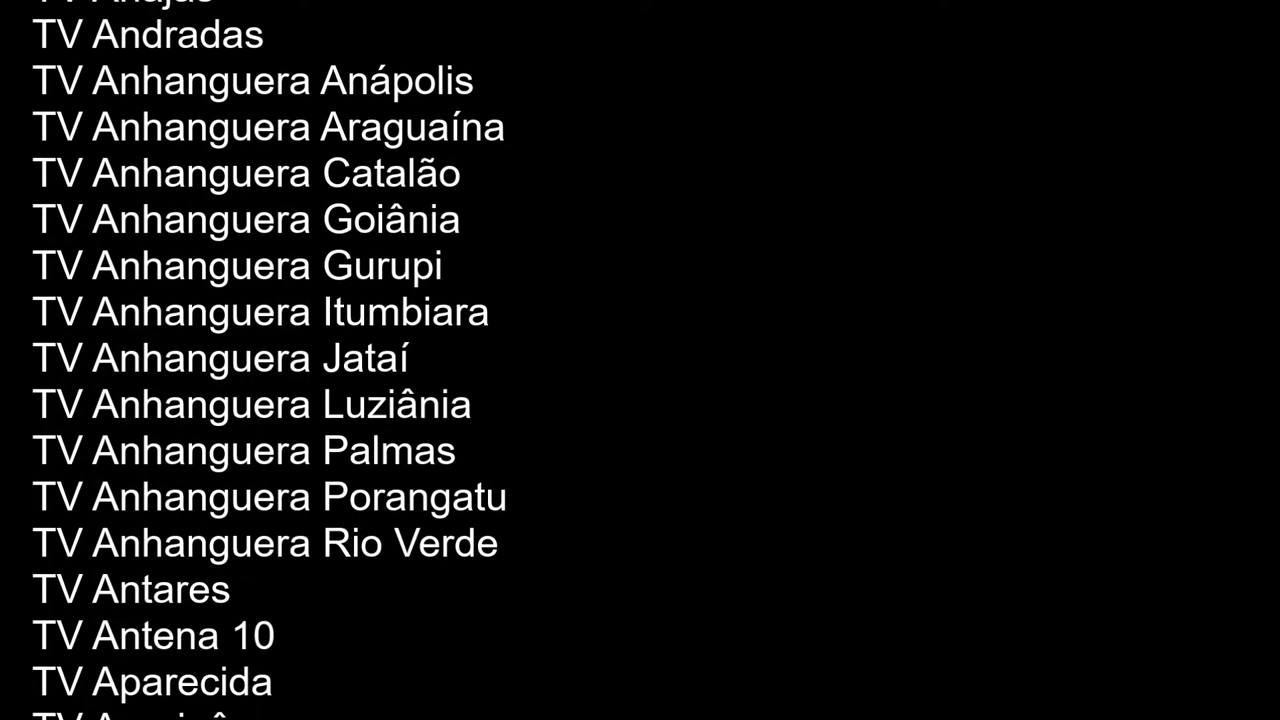 TV
TV Andradas
TV Anhanguera Anápolis
TV Anhanguera Araguaína
TV Anhanguera Catalão
TV Anhanguera Goiânia
TV Anhanguera Gurupi
TV Anhanguera Itumbiara
TV Anhanguera Jataí
TV Anhanguera Luziânia
TV Anhanguera Palmas
TV Anhanguera Porangatu
TV Anhanguera Rio Verde
TV Antares
TV Antena 10
TV Aparecida
TV